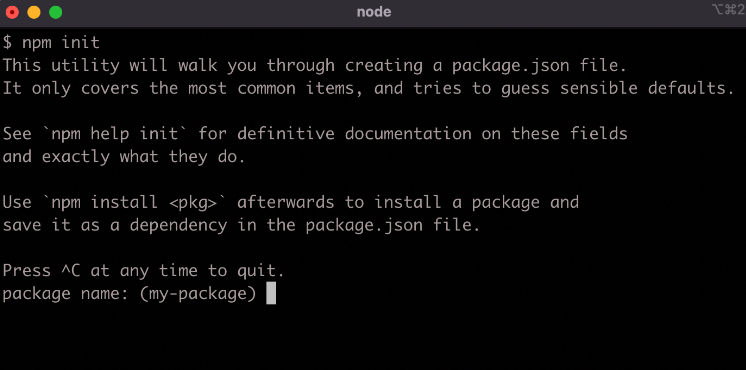 node
⌥⌘2
$ npm init
This utility will walk you through creating a package.json file.
It only covers the most common items, and tries to guess sensible defaults.
See `npm help init` for definitive documentation on these fields
and exactly what they do.
Use `npm install <pkg>` afterwards to install a package and
save it as a dependency in the package.json file.
Press ^C at any time to quit.
package name: (my-package)